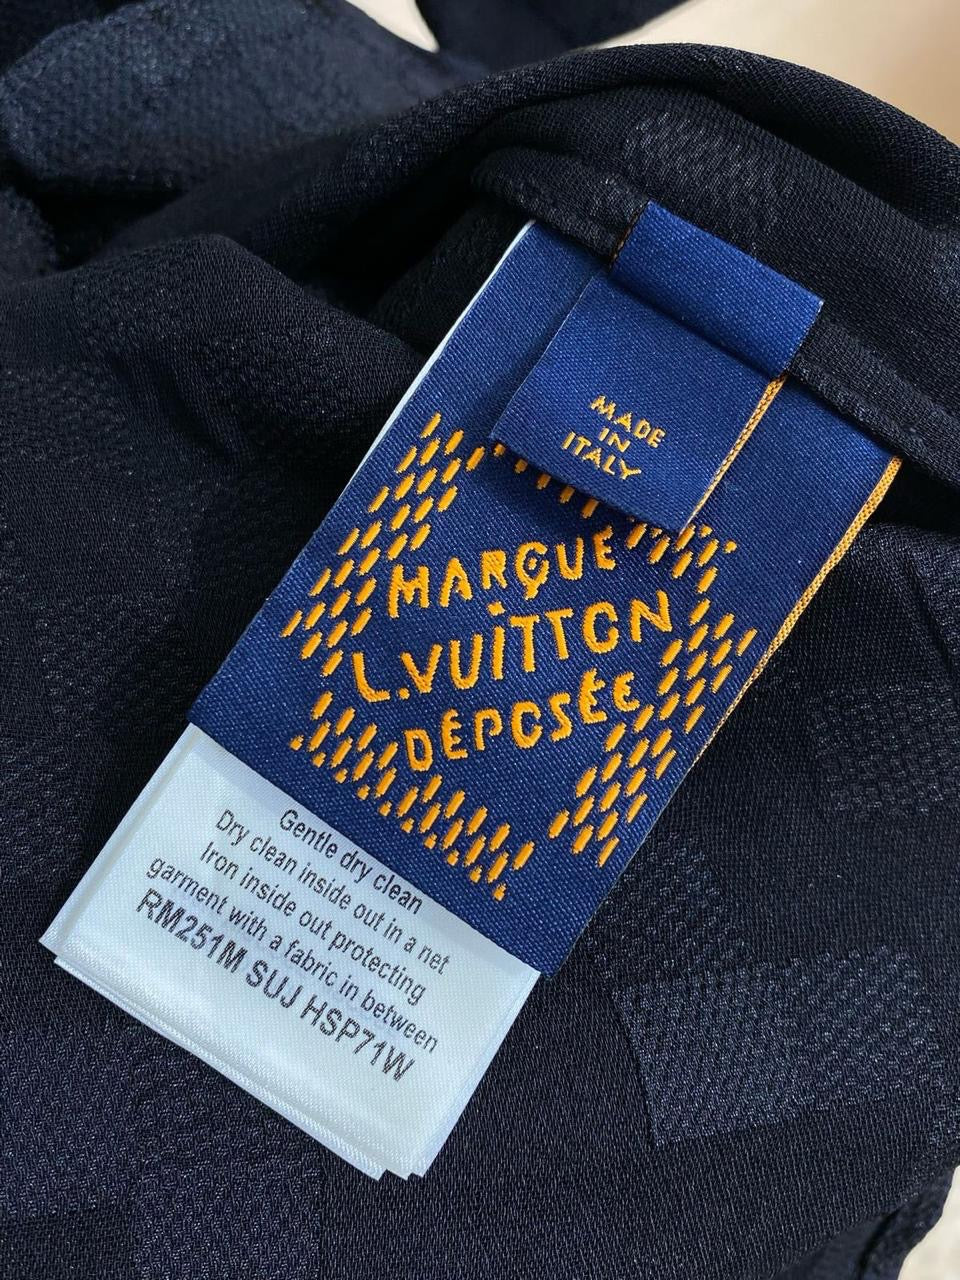 MADE
IN
ITALY
MARQUE
L.VUITTON
DÉPOSÉE
Gentle dry clean
Dry clean inside out in a net
Iron inside out protecting
garment with a fabric in between
RM251M SUJ HSP71W